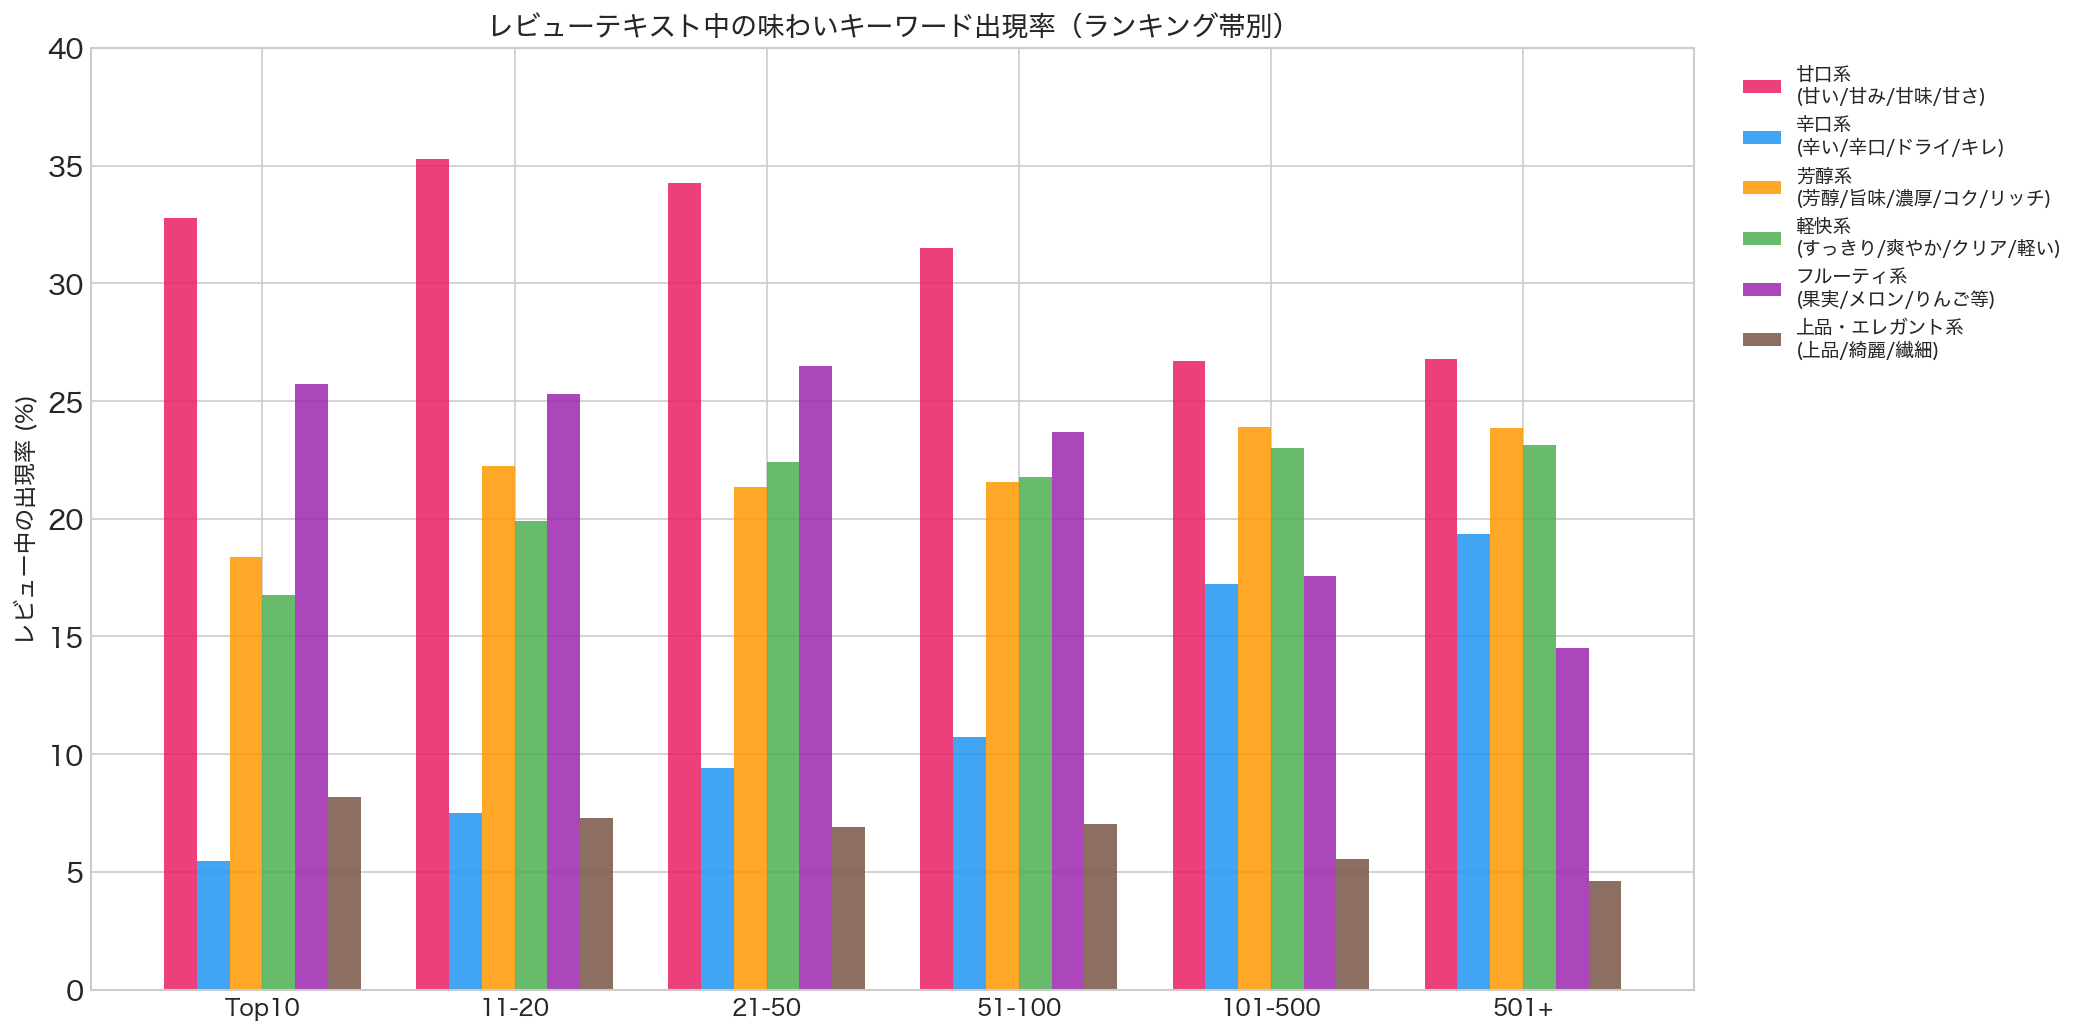 レビューテキスト中の味わいキーワード出現率（ランキング帯別）
レビュー中の出現率 (%)
40
35
30
25
20
15
10
5
0
Top10
11-20
21-50
51-100
101-500
501+
甘口系
(甘い/甘み/甘味/甘さ)
辛口系
(辛い/辛口/ドライ/キレ)
芳醇系
(芳醇/旨味/濃厚/コク/リッチ)
軽快系
(すっきり/爽やか/クリア/軽い)
フルーティ系
(果実/メロン/りんご等)
上品・エレガント系
(上品/綺麗/繊細)